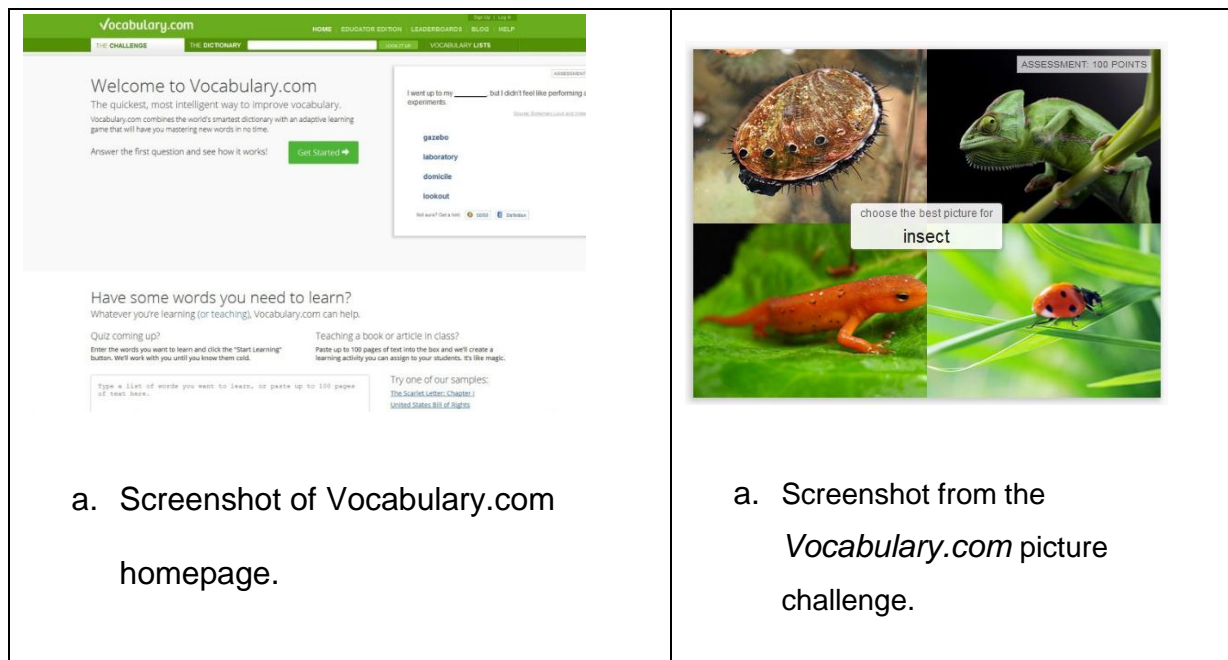 Sign Up | Log In
Vocabulary.com
HOME EDUCATOR EDITION LEADERBOARDS BLOG HELP
THE CHALLENGE THE DICTIONARY LOOK IT UP VOCABULARY LISTS
Welcome to Vocabulary.com
The quickest, most intelligent way to improve vocabulary.
Vocabulary.com combines the world's smartest dictionary with an adaptive learning
game that will have you mastering new words in no time.
Answer the first question and see how it works!
Get Started
ASSESSMENT
I went up to my ________, but I didn't feel like performing a
experiments.
gazebo
laboratory
domicile
lookout
Not sure? Get a hint: 50/50 Definition
Have some words you need to learn?
Whatever you're learning (or teaching), Vocabulary.com can help.
Quiz coming up?
Enter the words you want to learn and click the "Start Learning"
button. We'll work with you until you know them cold.
Type a list of words you want to learn, or paste up to 100 pages
of text here.
Teaching a book or article in class?
Paste up to 100 pages of text into the box and we'll create a
learning activity you can assign to your students. It's like magic.
Try one of our samples:
The Scarlet Letter: Chapter I
United States Bill of Rights
a. Screenshot of Vocabulary.com
homepage.
ASSESSMENT: 100 POINTS
choose the best picture for
insect
a. Screenshot from the
Vocabulary.com picture
challenge.